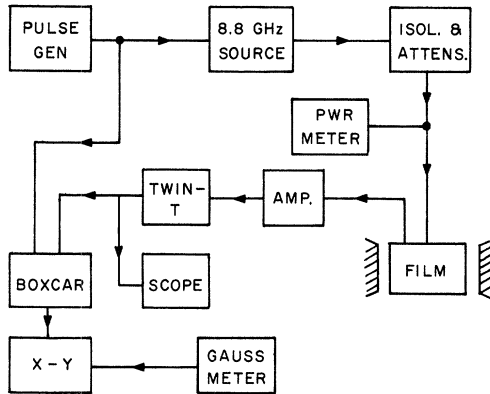 PULSE
GEN
8.8 GHz
SOURCE
ISOL. &
ATTENS.
PWR
METER
TWIN-
T
AMP.
FILM
BOXCAR
SCOPE
X-Y
GAUSS
METER